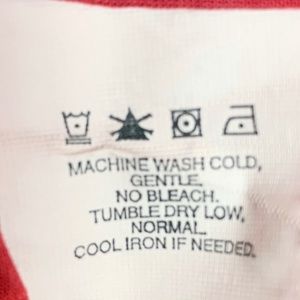 MACHINE WASH COLD,
GENTLE.
NO BLEACH.
TUMBLE DRY LOW,
NORMAL.
COOL IRON IF NEEDED.